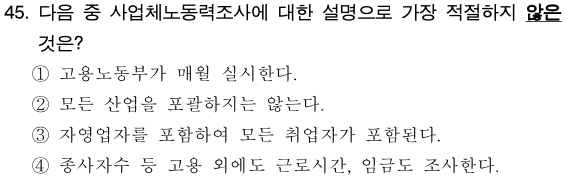 45. 다음 중 사업체노동력조사에 대한 설명으로 가장 적절하지 않은
것은?
① 고용노동부가 매월 실시한다.
② 모든 산업을 포괄하지는 않는다.
③ 자영업자를 포함하여 모든 취업자가 포함된다.
④ 종사자수 등 고용 외에도 근로시간, 임금도 조사한다.